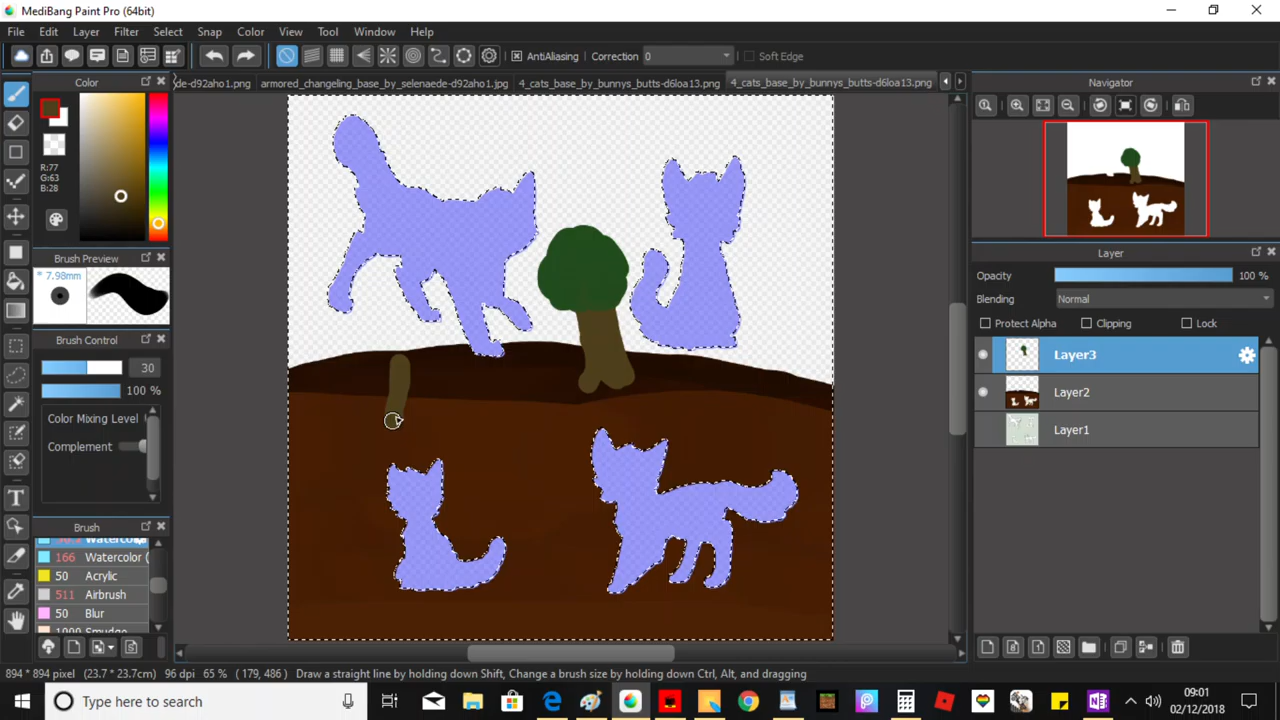 MediBang Paint Pro (64bit)
File Edit Layer Filter Select Snap Color View Tool Window Help
AntiAliasing Correction 0 Soft Edge
Color
de-d92aho1.png armored_changeling_base_by_selenaede-d92aho1.jpg 4_cats_base_by_bunnys_butts-d6loa13.png 4_cats_base_by_bunnys_butts-d6loa13.png
Navigator
R:77
G:63
B:28
Brush Preview
* 7.98mm
Brush Control
30
100 %
Color Mixing Level
Complement
Brush
Watercolor
166 Watercolor (
50 Acrylic
511 Airbrush
50 Blur
1000 Smudge
Layer
Opacity 100 %
Blending Normal
Protect Alpha Clipping Lock
Layer3
Layer2
Layer1
894 * 894 pixel (23.7 * 23.7cm) 96 dpi 65 % ( 179, 486 ) Draw a straight line by holding down Shift, Change a brush size by holding down Ctrl, Alt, and dragging
Type here to search
09:01
02/12/2018